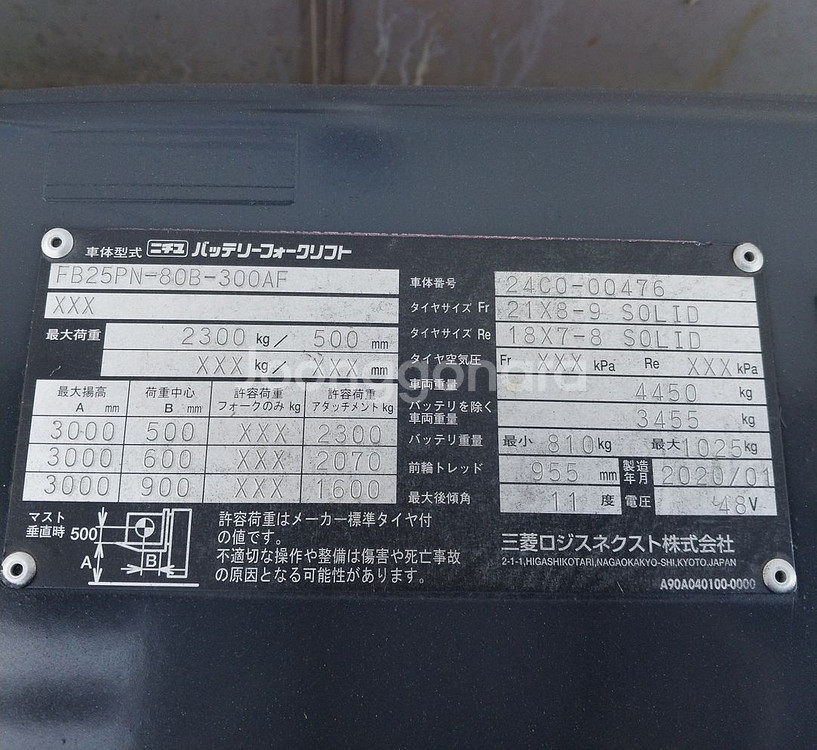 車体型式 ニチユ バッテリーフォークリフト
FB25PN-80B-300AF
XXX
最大荷重 2300 kg / 500 mm
XXX kg / XXX mm
最大揚高 A mm 荷重中心 B mm 許容荷重 フォークのみ kg 許容荷重 アタッチメント kg
3000 500 XXX 2300
3000 600 XXX 2070
3000 900 XXX 1600
車体番号 24C0-00476
タイヤサイズ Fr 21X8-9 SOLID
タイヤサイズ Re 18X7-8 SOLID
タイヤ空気圧 Fr XXX kPa Re XXX kPa
車両重量 4450 kg
バッテリを除く車両重量 3455 kg
バッテリ重量 最小 810 kg 最大 1025 kg
前輪トレッド 955 mm 製造年月 2020/01
最大後傾角 11 度 電圧 48 V
マスト垂直時 500 A B
許容荷重はメーカー標準タイヤ付
の値です。
不適切な操作や整備は傷害や死亡事故
の原因となる可能性があります。
三菱ロジスネクスト株式会社
2-1-1,HIGASHIKOTARI,NAGAOKAKYO-SHI,KYOTO,JAPAN
A90A040100-0000